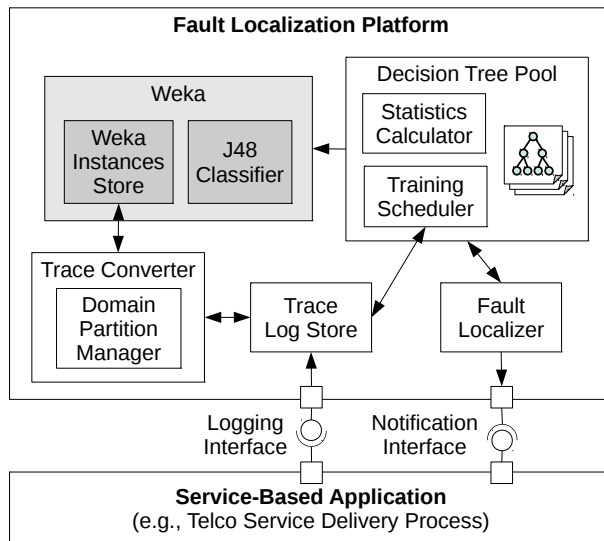 Fault Localization Platform
Weka
Weka
Instances
Store
J48
Classifier
Decision Tree Pool
Statistics
Calculator
Training
Scheduler
Trace Converter
Domain
Partition
Manager
Trace
Log Store
Fault
Localizer
Logging
Interface
Notification
Interface
Service-Based Application
(e.g., Telco Service Delivery Process)